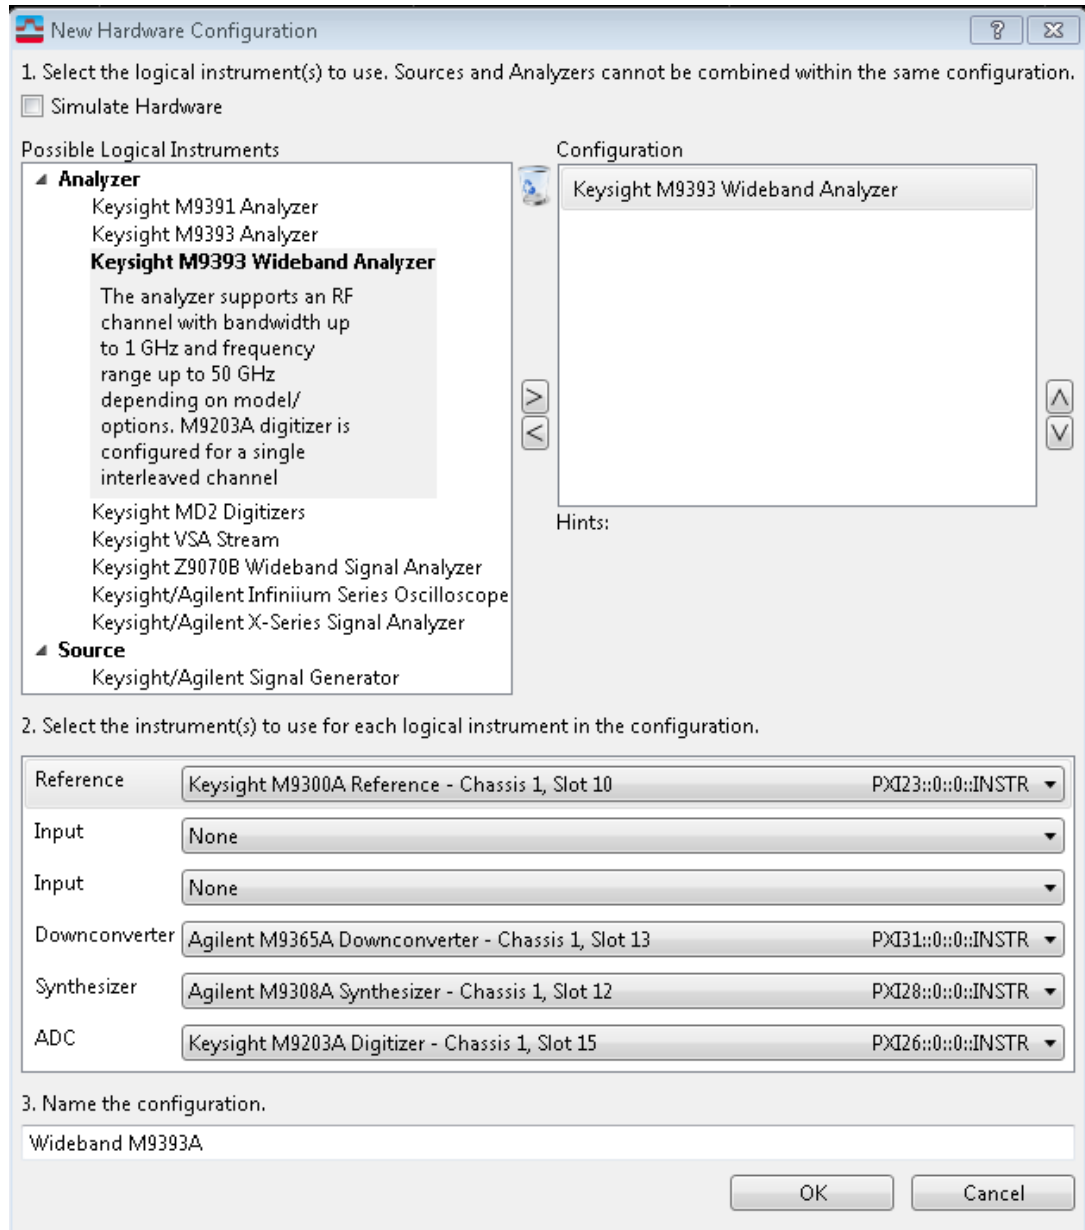 New Hardware Configuration
1. Select the logical instrument(s) to use. Sources and Analyzers cannot be combined within the same configuration.
Simulate Hardware
Possible Logical Instruments
Configuration
Analyzer
Keysight M9391 Analyzer
Keysight M9393 Analyzer
Keysight M9393 Wideband Analyzer
The analyzer supports an RF
channel with bandwidth up
to 1 GHz and frequency
range up to 50 GHz
depending on model/
options. M9203A digitizer is
configured for a single
interleaved channel
Keysight MD2 Digitizers
Keysight VSA Stream
Keysight Z9070B Wideband Signal Analyzer
Keysight/Agilent Infiniium Series Oscilloscope
Keysight/Agilent X-Series Signal Analyzer
Source
Keysight/Agilent Signal Generator
>
<
Keysight M9393 Wideband Analyzer
Hints:
2. Select the instrument(s) to use for each logical instrument in the configuration.
Reference Keysight M9300A Reference - Chassis 1, Slot 10 PXI23::0::0::INSTR
Input None
Input None
Downconverter Agilent M9365A Downconverter - Chassis 1, Slot 13 PXI31::0::0::INSTR
Synthesizer Agilent M9308A Synthesizer - Chassis 1, Slot 12 PXI28::0::0::INSTR
ADC Keysight M9203A Digitizer - Chassis 1, Slot 15 PXI26::0::0::INSTR
3. Name the configuration.
Wideband M9393A
OK Cancel